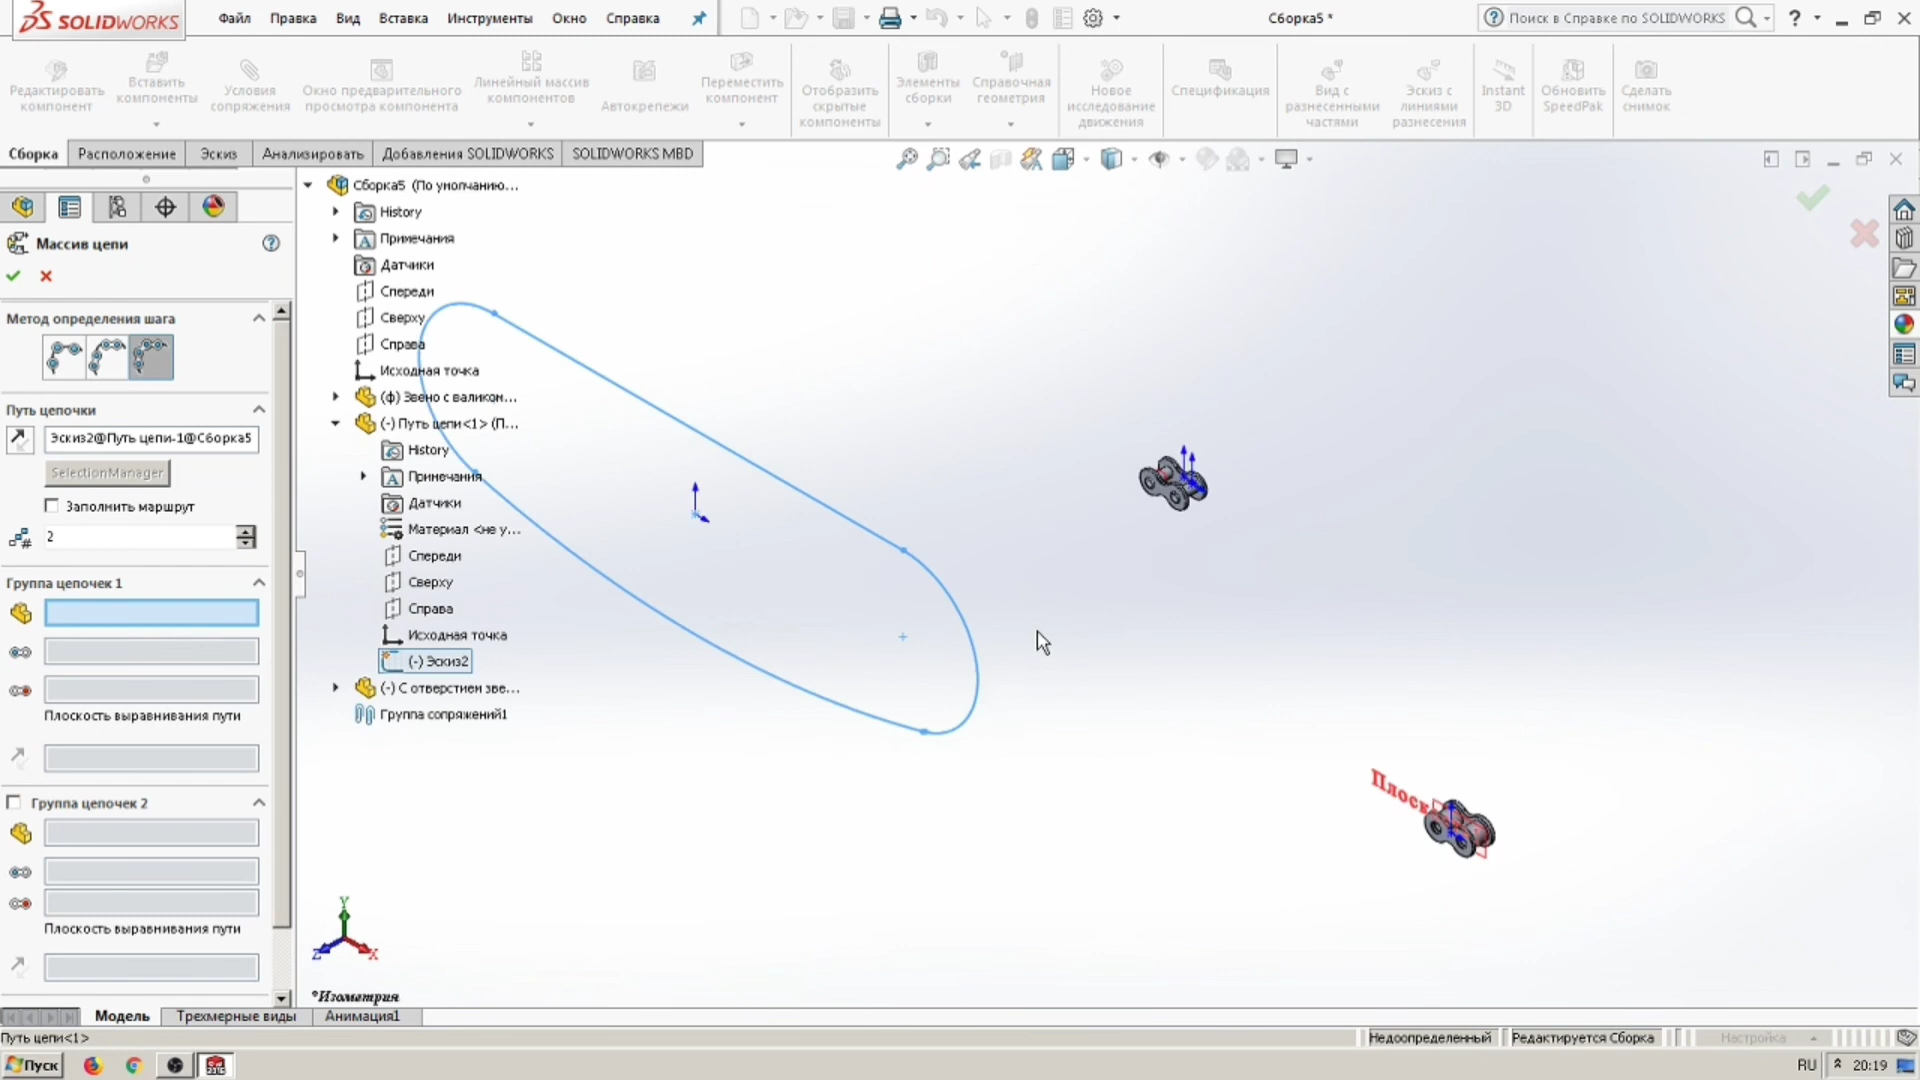 SOLIDWORKS
Файл Правка Вид Вставка Инструменты Окно Справка
Сборка5 *
Поиск в Справке по SOLIDWORKS
Редактировать компонент
Вставить компоненты
Условия сопряжения
Окно предварительного просмотра компонента
Линейный массив компонентов
Автокрепежи
Переместить компонент
Отобразить скрытые компоненты
Элементы сборки
Справочная геометрия
Новое исследование движения
Спецификация
Вид с разнесенными частями
Эскиз с линиями разнесения
Instant 3D
Обновить SpeedPak
Сделать снимок
Сборка Расположение Эскиз Анализировать Добавления SOLIDWORKS SOLIDWORKS MBD
Массив цепи
Метод определения шага
Путь цепочки
Эскиз2@Путь цепи-1@Сборка5
SelectionManager
Заполнить маршрут
2
Группа цепочек 1
Плоскость выравнивания пути
Группа цепочек 2
Плоскость выравнивания пути
Сборка5 (По умолчанию...
History
Примечания
Датчики
Спереди
Сверху
Справа
Исходная точка
(ф) Звено с валиком...
(-) Путь цепи<1> (П...
History
Примечания
Датчики
Материал <не у...
Спереди
Сверху
Справа
Исходная точка
(-) Эскиз2
(-) С отверстием зве...
Группа сопряжений1
Плоск
Y
Z
X
*Изометрия
Модель Трехмерные виды Анимация1
Путь цепи<1>
Недоопределенный Редактируется Сборка Настройка
Пуск
RU 20:19